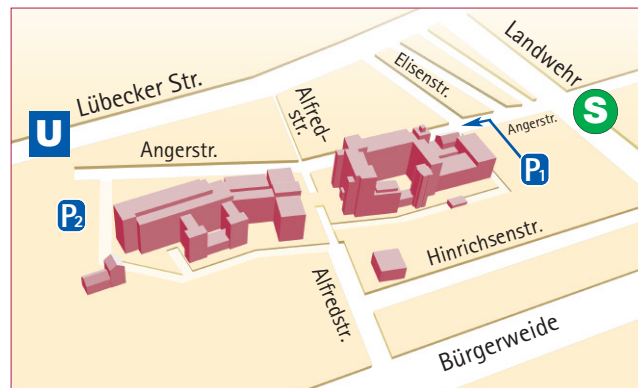 Landwehr
Elisenstr.
Lübecker Str.
Alfred-
str.
U
S
Angerstr.
Angerstr.
P1
P2
Hinrichsenstr.
Alfredstr.
Bürgerweide